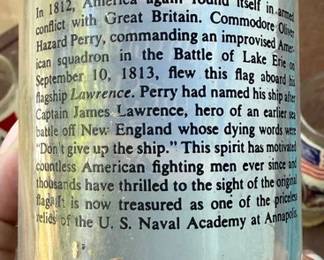 In 1812, America again found itself in armed
conflict with Great Britain. Commodore Oliver
Hazard Perry, commanding an improvised Amer-
ican squadron in the Battle of Lake Erie on
September 10, 1813, flew this flag aboard his
flagship Lawrence. Perry had named his ship after
Captain James Lawrence, hero of an earlier sea
battle off New England whose dying words were
"Don't give up the ship." This spirit has motivated
countless American fighting men ever since and
thousands have thrilled to the sight of the original
flag. It is now treasured as one of the priceless
relics of the U. S. Naval Academy at Annapolis.